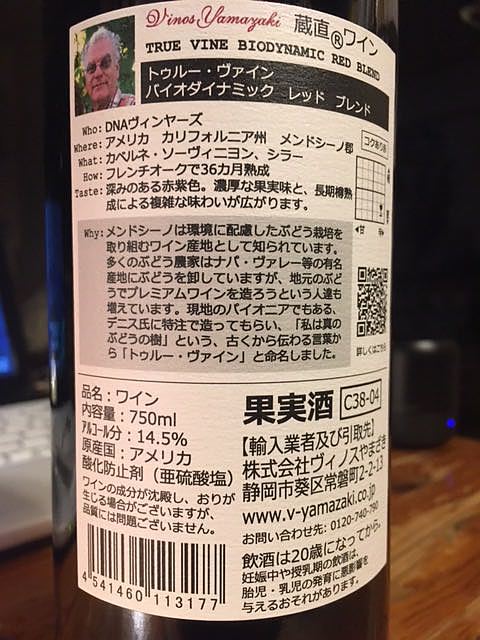 Vinos Yamazaki 蔵直®ワイン
TRUE VINE BIODYNAMIC RED BLEND
トゥルー・ヴァイン
バイオダイナミック レッド ブレンド
Who: DNAヴィンヤーズ
Where: アメリカ カリフォルニア州 メンドシーノ郡
What: カベルネ・ソーヴィニヨン、シラー
How: フレンチオークで36カ月熟成
Taste: 深みのある赤紫色。濃厚な果実味と、長期樽熟
成による複雑な味わいが広がります。
コクあり赤
Why: メンドシーノは環境に配慮したぶどう栽培を
取り組むワイン産地として知られています。
多くのぶどう農家はナパ・ヴァレー等の有名
産地にぶどうを卸していますが、地元のぶど
うでプレミアムワインを造ろうという人達も
増えています。現地のパイオニアでもある、
デニス氏に特注で造ってもらい、「私は真の
ぶどうの樹」という、古くから伝わる言葉か
ら「トゥルー・ヴァイン」と命名しました。
詳しくはこちら
品名：ワイン
内容量：750ml
アルコール分：14.5%
原産国：アメリカ
酸化防止剤（亜硫酸塩）
ワインの成分が沈殿し、おりが
生じる場合がございますが、
品質には問題ございません。
4 541460 113177
果実酒 C38-04
【輸入業者及び引取先】
株式会社ヴィノスやまざき
静岡市葵区常磐町2-2-13
www.v-yamazaki.co.jp
お問い合わせ先: 0120-740-790
飲酒は20歳になってから。
妊娠中や授乳期の飲酒は、
胎児・乳児の発育に悪影響を
与えるおそれがあります。